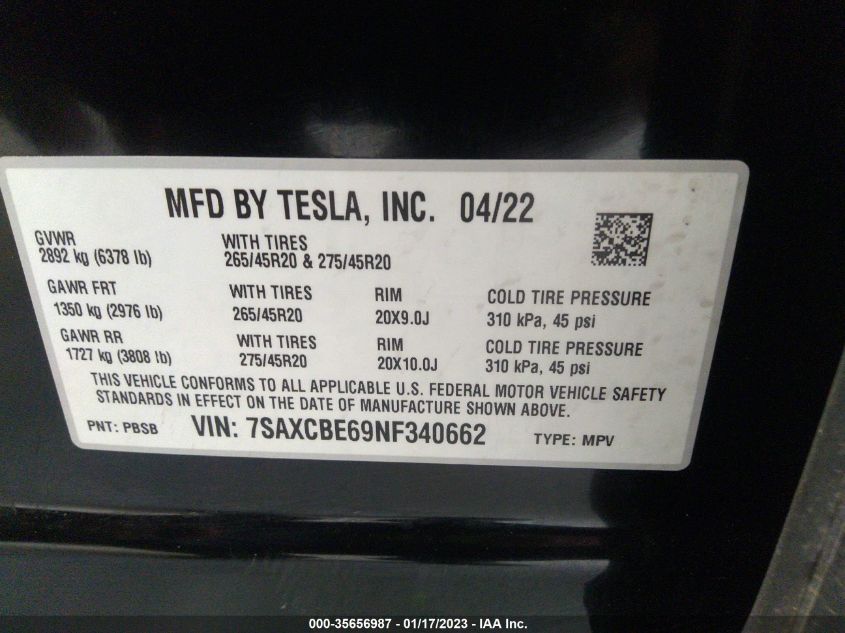 MFD BY TESLA, INC. 04/22
GVWR
2892 kg (6378 lb)
WITH TIRES
265/45R20 & 275/45R20
GAWR FRT
1350 kg (2976 lb)
WITH TIRES
265/45R20
RIM
20X9.0J
COLD TIRE PRESSURE
310 kPa, 45 psi
GAWR RR
1727 kg (3808 lb)
WITH TIRES
275/45R20
RIM
20X10.0J
COLD TIRE PRESSURE
310 kPa, 45 psi
THIS VEHICLE CONFORMS TO ALL APPLICABLE U.S. FEDERAL MOTOR VEHICLE SAFETY
STANDARDS IN EFFECT ON THE DATE OF MANUFACTURE SHOWN ABOVE.
PNT: PBSB VIN: 7SAXCBE69NF340662 TYPE: MPV
000-35656987 - 01/17/2023 - IAA Inc.